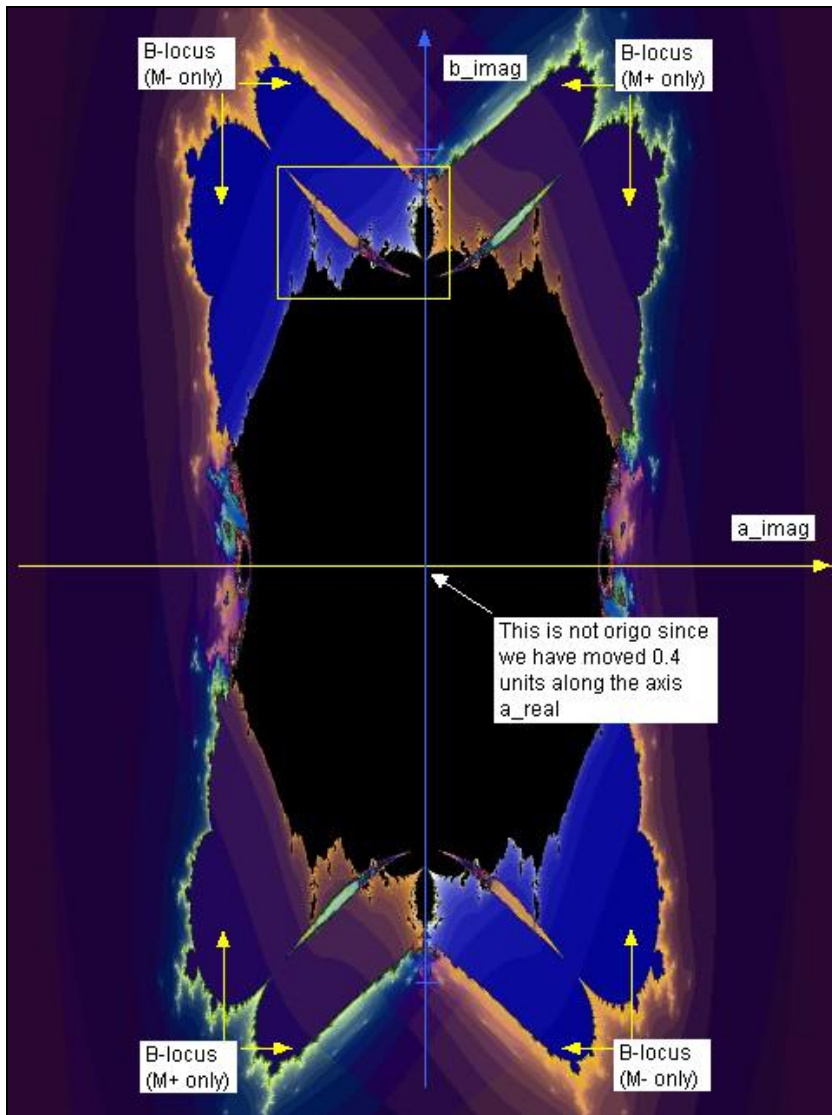 B-locus
(M- only)
b_imag
B-locus
(M+ only)
a_imag
This is not origo since
we have moved 0.4
units along the axis
a_real
B-locus
(M+ only)
B-locus
(M- only)